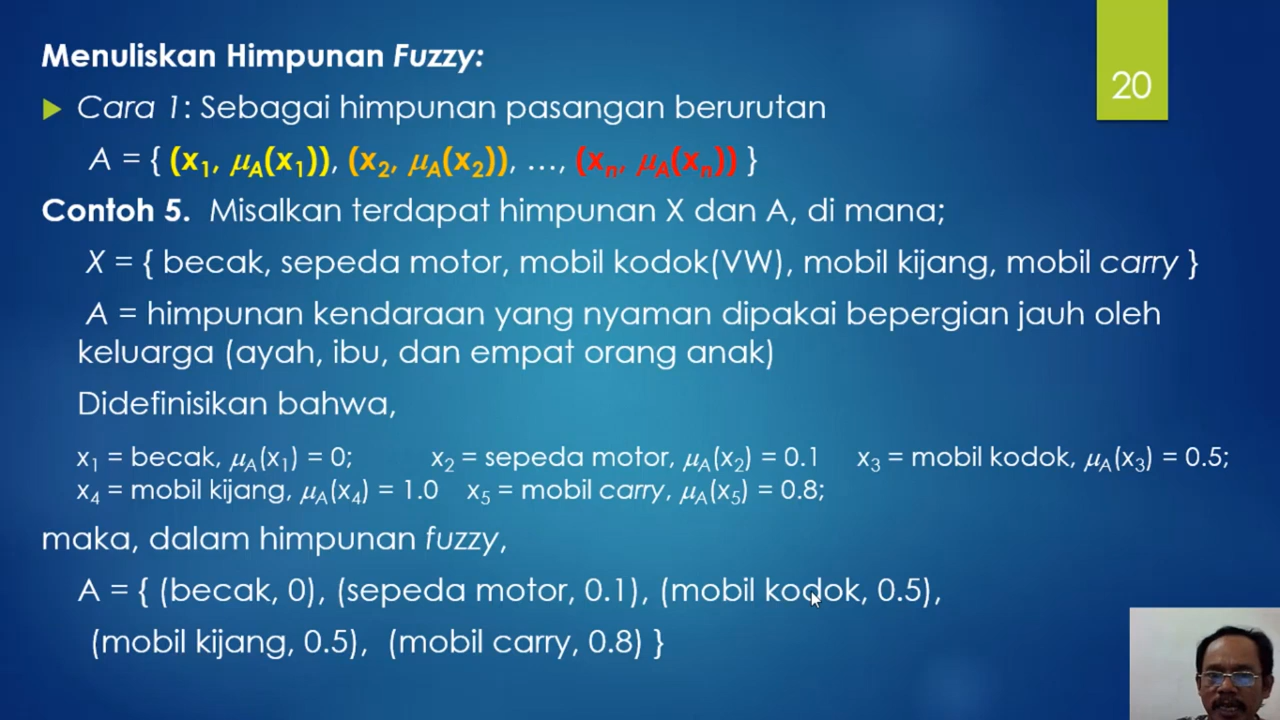 Menuliskan Himpunan Fuzzy:
20
Cara 1: Sebagai himpunan pasangan berurutan
A = { (x₁, μA(x₁)), (x₂, μA(x₂)), …, (xₙ, μA(xₙ)) }
Contoh 5. Misalkan terdapat himpunan X dan A, di mana;
X = { becak, sepeda motor, mobil kodok(VW), mobil kijang, mobil carry }
A = himpunan kendaraan yang nyaman dipakai bepergian jauh oleh
keluarga (ayah, ibu, dan empat orang anak)
Didefinisikan bahwa,
x₁ = becak, μA(x₁) = 0; x₂ = sepeda motor, μA(x₂) = 0.1 x₃ = mobil kodok, μA(x₃) = 0.5;
x₄ = mobil kijang, μA(x₄) = 1.0 x₅ = mobil carry, μA(x₅) = 0.8;
maka, dalam himpunan fuzzy,
A = { (becak, 0), (sepeda motor, 0.1), (mobil kodok, 0.5),
(mobil kijang, 0.5), (mobil carry, 0.8) }